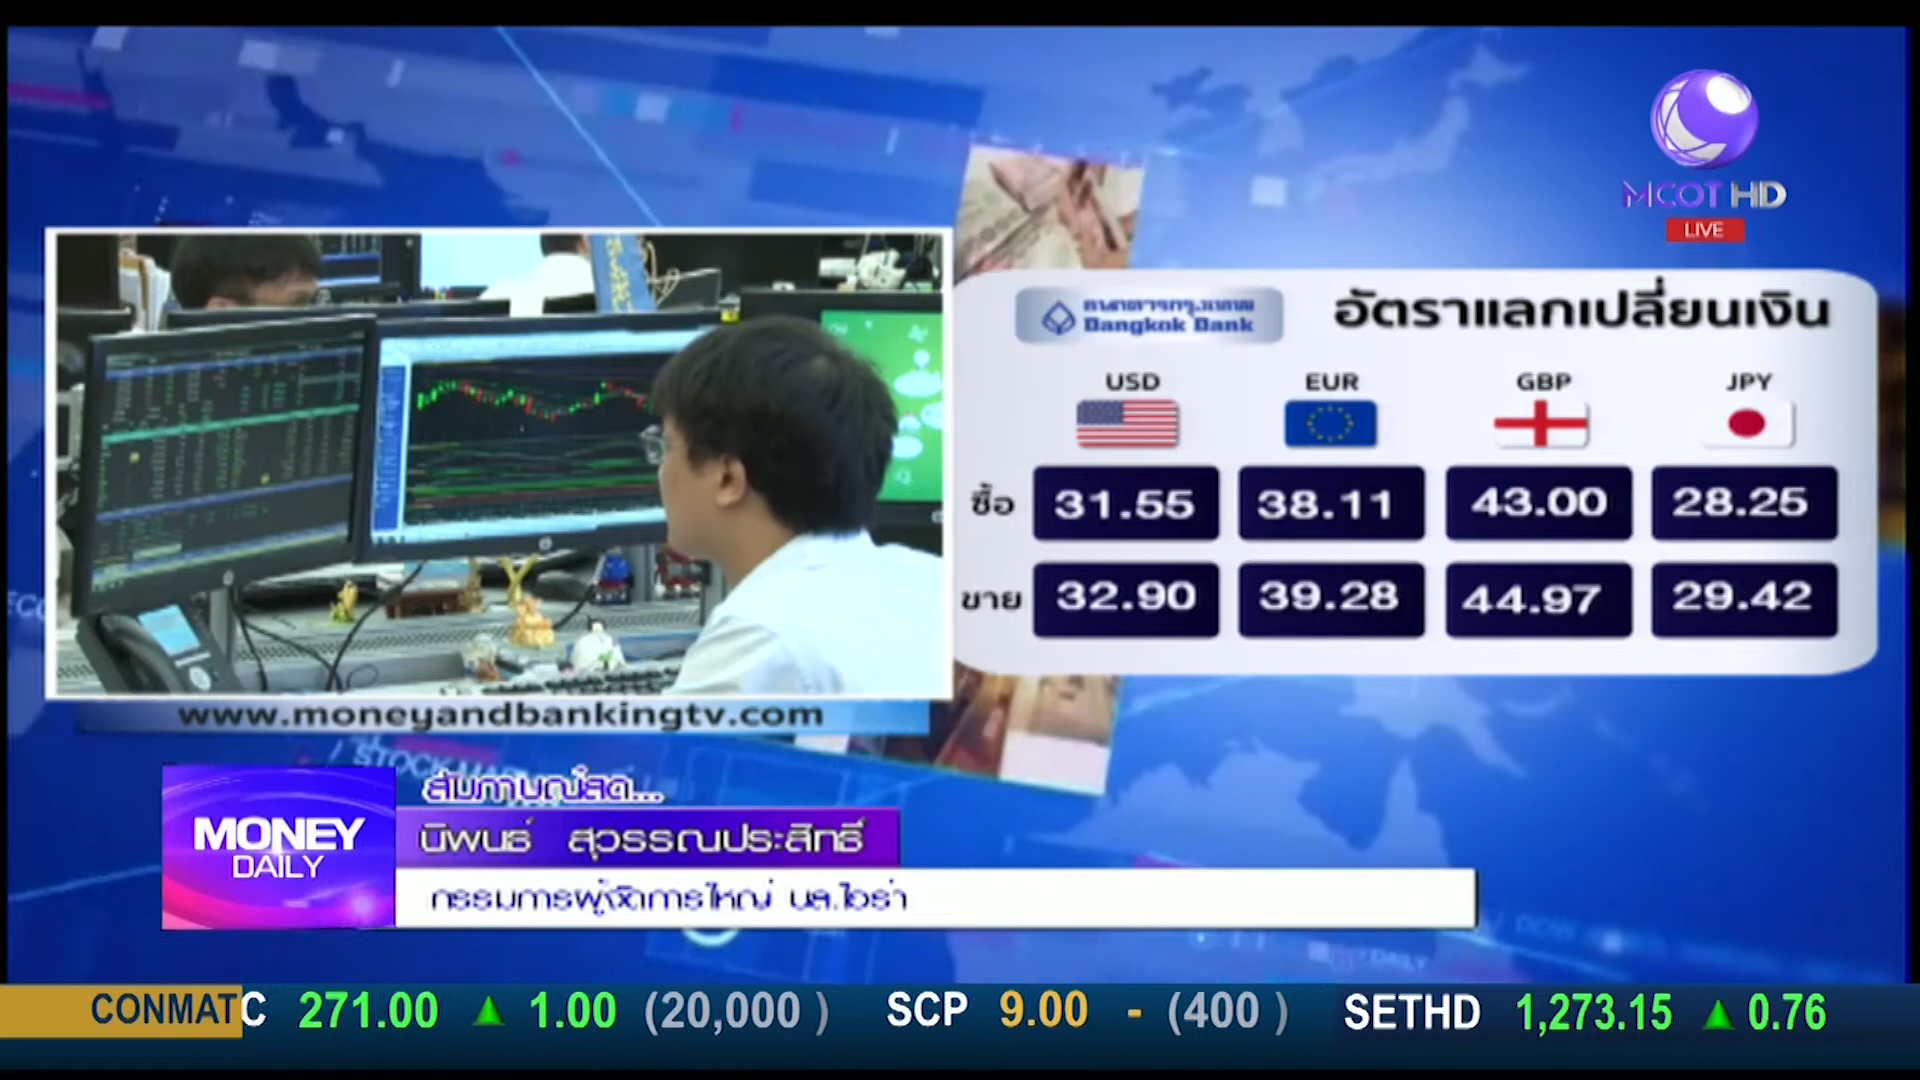 MCOT HD
LIVE
ธนาคารกรุงเทพ
Bangkok Bank
อัตราแลกเปลี่ยนเงิน
USD EUR GBP JPY
ซื้อ 31.55 38.11 43.00 28.25
ขาย 32.90 39.28 44.97 29.42
www.moneyandbankingtv.com
สัมภาษณ์สด...
MONEY
DAILY
นิพนธ์ สุวรรณประสิทธิ์
กรรมการผู้จัดการใหญ่ บล.ไอร่า
CONMAT C 271.00 ▲ 1.00 (20,000 ) SCP 9.00 - (400 ) SETHD 1,273.15 ▲ 0.76